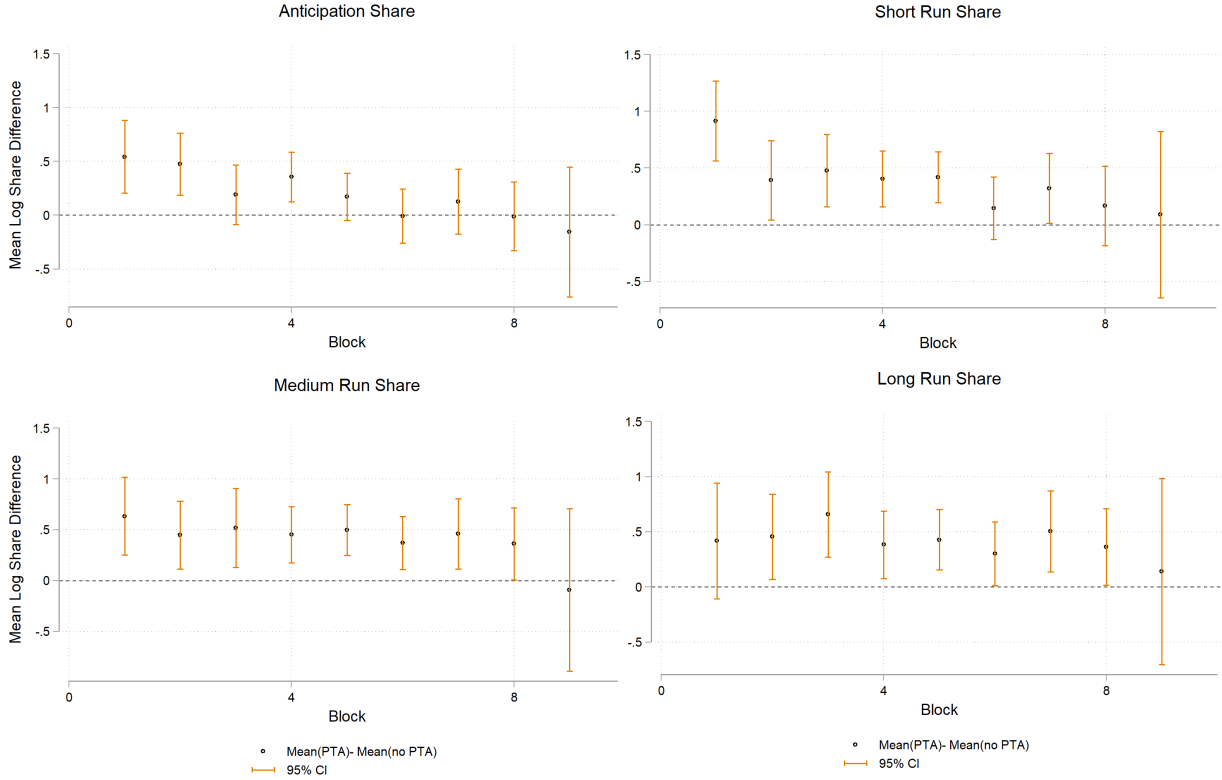 Anticipation Share
Mean Log Share Difference
1.5
1
.5
0
-.5
0
4
8
Block
Short Run Share
1.5
1
.5
0
-.5
0
4
8
Block
Medium Run Share
Mean Log Share Difference
1.5
1
.5
0
-.5
0
4
8
Block
Mean(PTA)- Mean(no PTA)
95% CI
Long Run Share
1.5
1
.5
0
-.5
0
4
8
Block
Mean(PTA)- Mean(no PTA)
95% CI